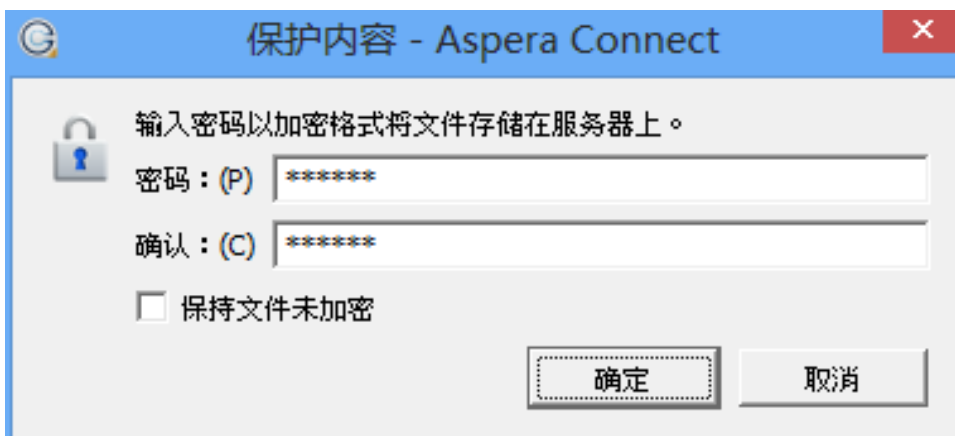 保护内容 - Aspera Connect
输入密码以加密格式将文件存储在服务器上。
密码：(P) ******
确认：(C) ******
保持文件未加密
确定 取消